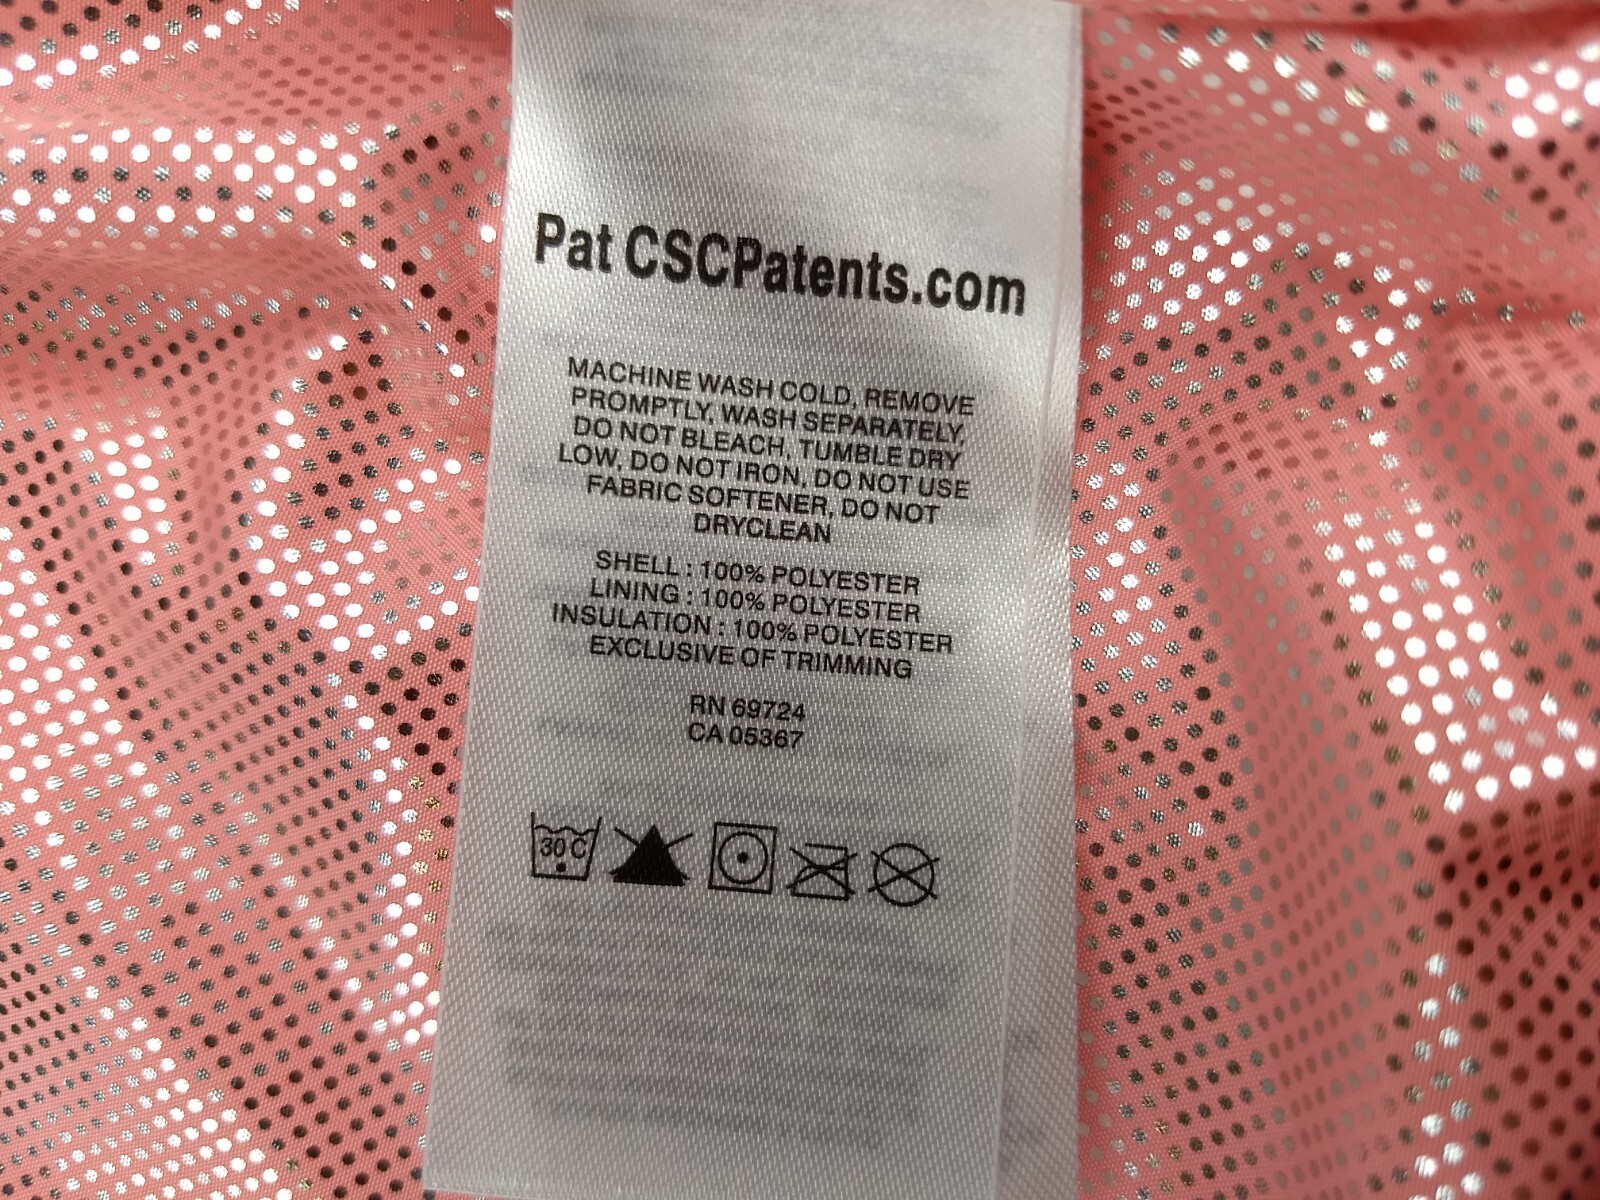 Pat CSCPatents.com
MACHINE WASH COLD, REMOVE
PROMPTLY, WASH SEPARATELY,
DO NOT BLEACH, TUMBLE DRY
LOW, DO NOT IRON, DO NOT USE
FABRIC SOFTENER, DO NOT
DRYCLEAN
SHELL : 100% POLYESTER
LINING : 100% POLYESTER
INSULATION : 100% POLYESTER
EXCLUSIVE OF TRIMMING
RN 69724
CA 05367
30 C